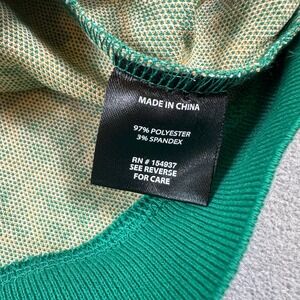 MADE IN CHINA
97% POLYESTER
3% SPANDEX
RN # 154937
SEE REVERSE
FOR CARE